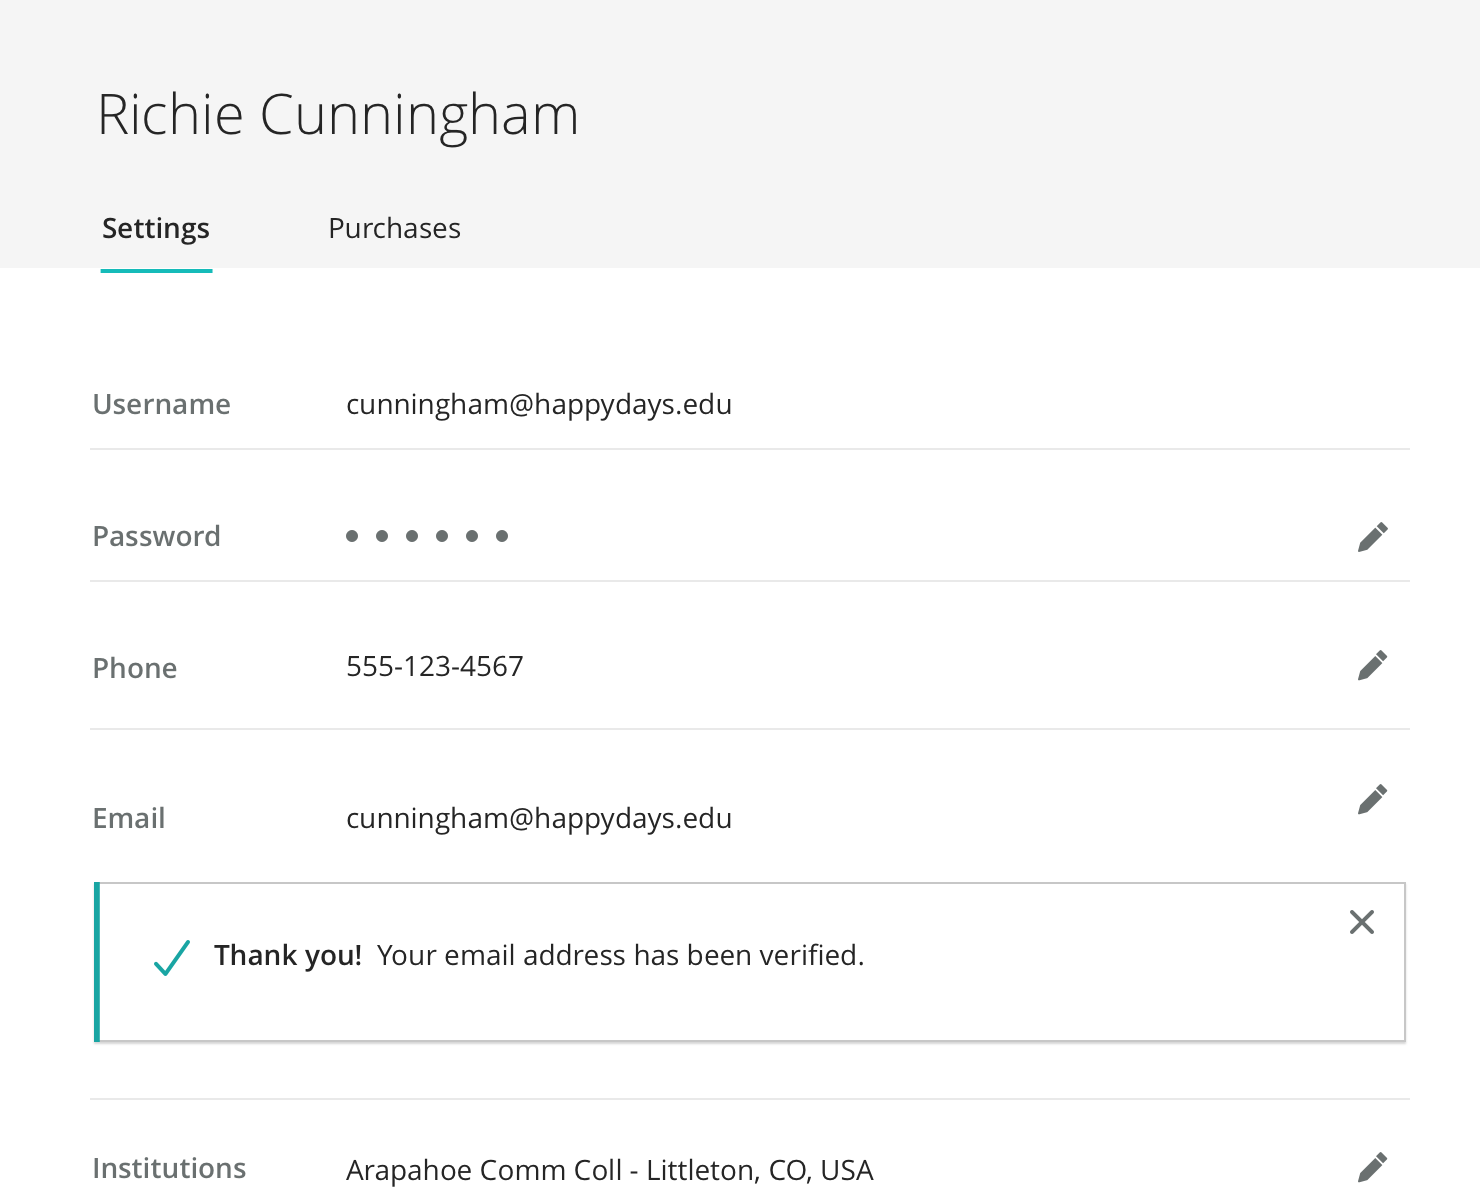 Richie Cunningham
Settings Purchases
Username cunningham@happydays.edu
Password
Phone 555-123-4567
Email cunningham@happydays.edu
Thank you! Your email address has been verified.
Institutions Arapahoe Comm Coll - Littleton, CO, USA